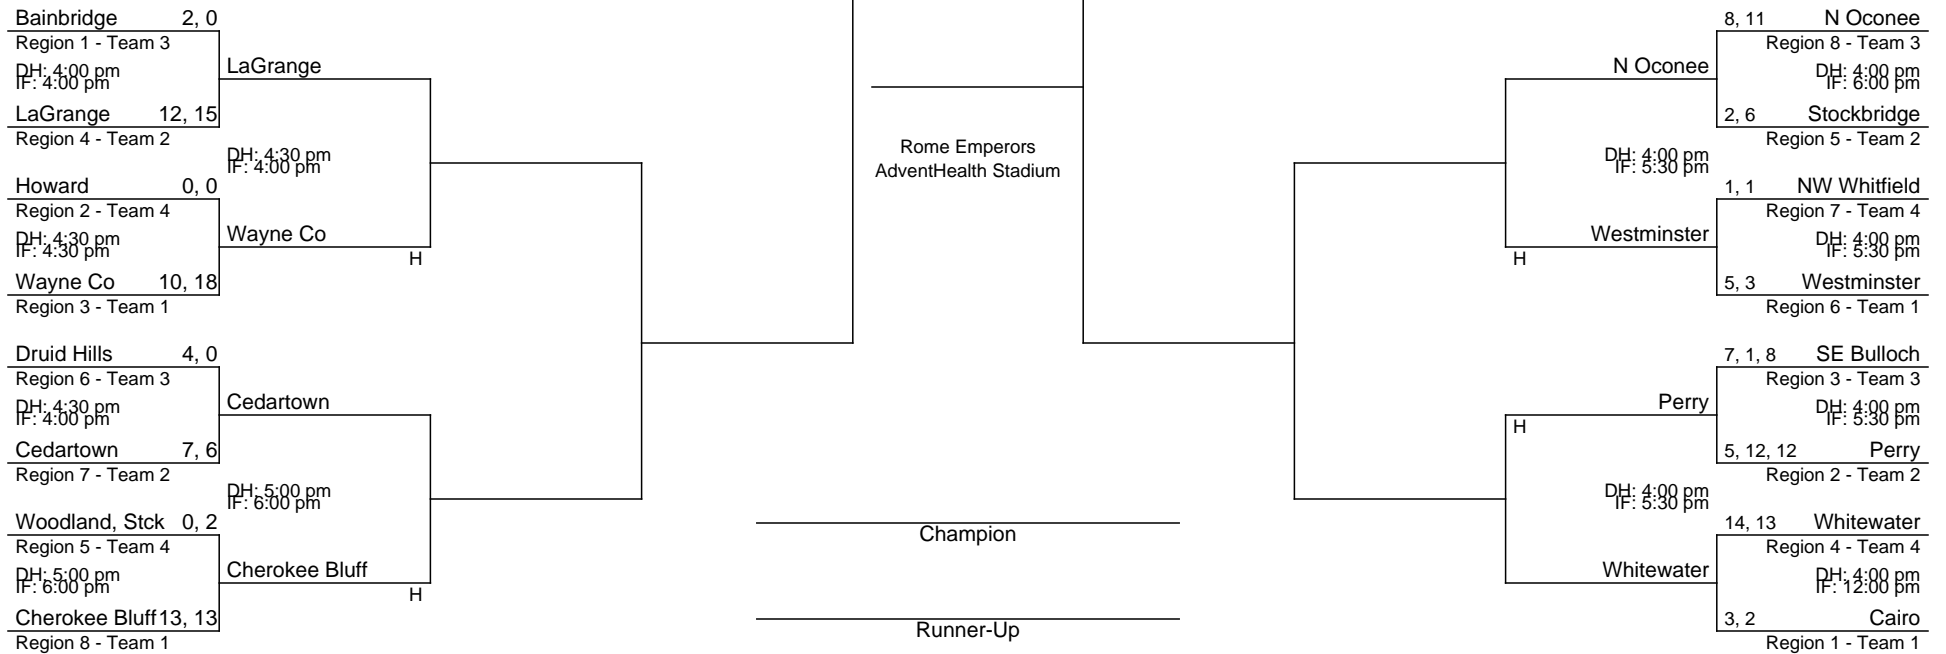 Bainbridge 2, 0
Region 1 - Team 3
DH: 4:00 pm
IF: 4:00 pm
LaGrange 12, 15
Region 4 - Team 2
LaGrange
DH: 4:30 pm
IF: 4:00 pm
Howard 0, 0
Region 2 - Team 4
DH: 4:30 pm
IF: 4:30 pm
Wayne Co 10, 18
Region 3 - Team 1
Wayne Co
H
Druid Hills 4, 0
Region 6 - Team 3
DH: 4:30 pm
IF: 4:00 pm
Cedartown 7, 6
Region 7 - Team 2
Cedartown
DH: 5:00 pm
IF: 6:00 pm
Woodland, Stck 0, 2
Region 5 - Team 4
DH: 5:00 pm
IF: 6:00 pm
Cherokee Bluff 13, 13
Region 8 - Team 1
Cherokee Bluff
H
Rome Emperors
AdventHealth Stadium
Champion
Runner-Up
8, 11 N Oconee
Region 8 - Team 3
DH: 4:00 pm
IF: 6:00 pm
2, 6 Stockbridge
Region 5 - Team 2
N Oconee
DH: 4:00 pm
IF: 5:30 pm
1, 1 NW Whitfield
Region 7 - Team 4
DH: 4:00 pm
IF: 5:30 pm
5, 3 Westminster
Region 6 - Team 1
Westminster
H
7, 1, 8 SE Bulloch
Region 3 - Team 3
DH: 4:00 pm
IF: 5:30 pm
5, 12, 12 Perry
Region 2 - Team 2
Perry
H
DH: 4:00 pm
IF: 5:30 pm
14, 13 Whitewater
Region 4 - Team 4
DH: 4:00 pm
IF: 12:00 pm
3, 2 Cairo
Region 1 - Team 1
Whitewater